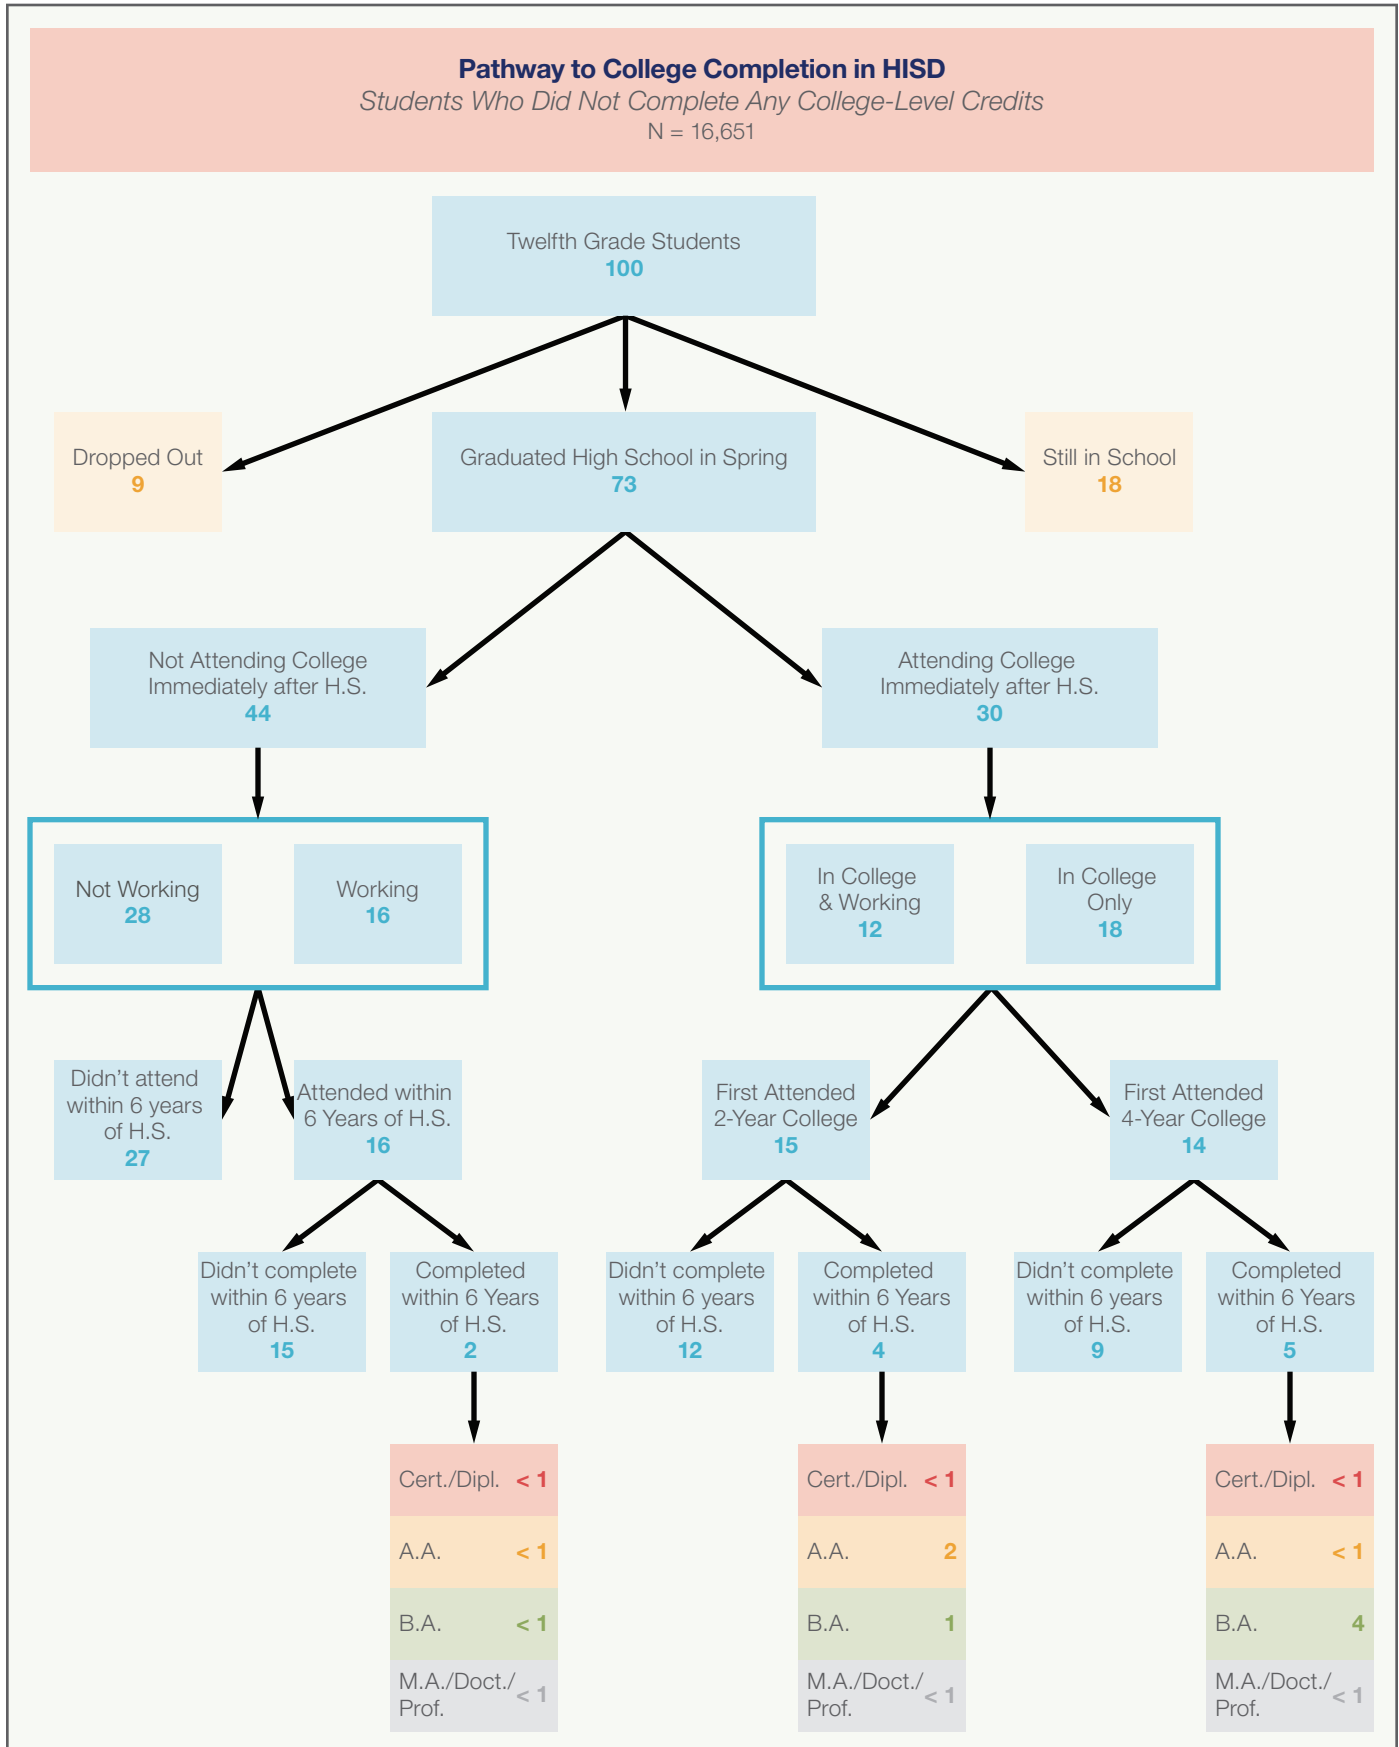 Pathway to College Completion in HISD
Students Who Did Not Complete Any College-Level Credits
N = 16,651
Twelfth Grade Students
100
Dropped Out
9
Graduated High School in Spring
73
Still in School
18
Not Attending College
Immediately after H.S.
44
Attending College
Immediately after H.S.
30
Not Working
28
Working
16
In College
& Working
12
In College
Only
18
Didn't attend
within 6 years
of H.S.
27
Attended within
6 Years of H.S.
16
First Attended
2-Year College
15
First Attended
4-Year College
14
Didn't complete
within 6 years
of H.S.
15
Completed
within 6 Years
of H.S.
2
Didn't complete
within 6 years
of H.S.
12
Completed
within 6 Years
of H.S.
4
Didn't complete
within 6 years
of H.S.
9
Completed
within 6 Years
of H.S.
5
Cert./Dipl. < 1
A.A. < 1
B.A. < 1
M.A./Doct./
Prof. < 1
Cert./Dipl. < 1
A.A. 2
B.A. 1
M.A./Doct./
Prof. < 1
Cert./Dipl. < 1
A.A. < 1
B.A. 4
M.A./Doct./
Prof. < 1